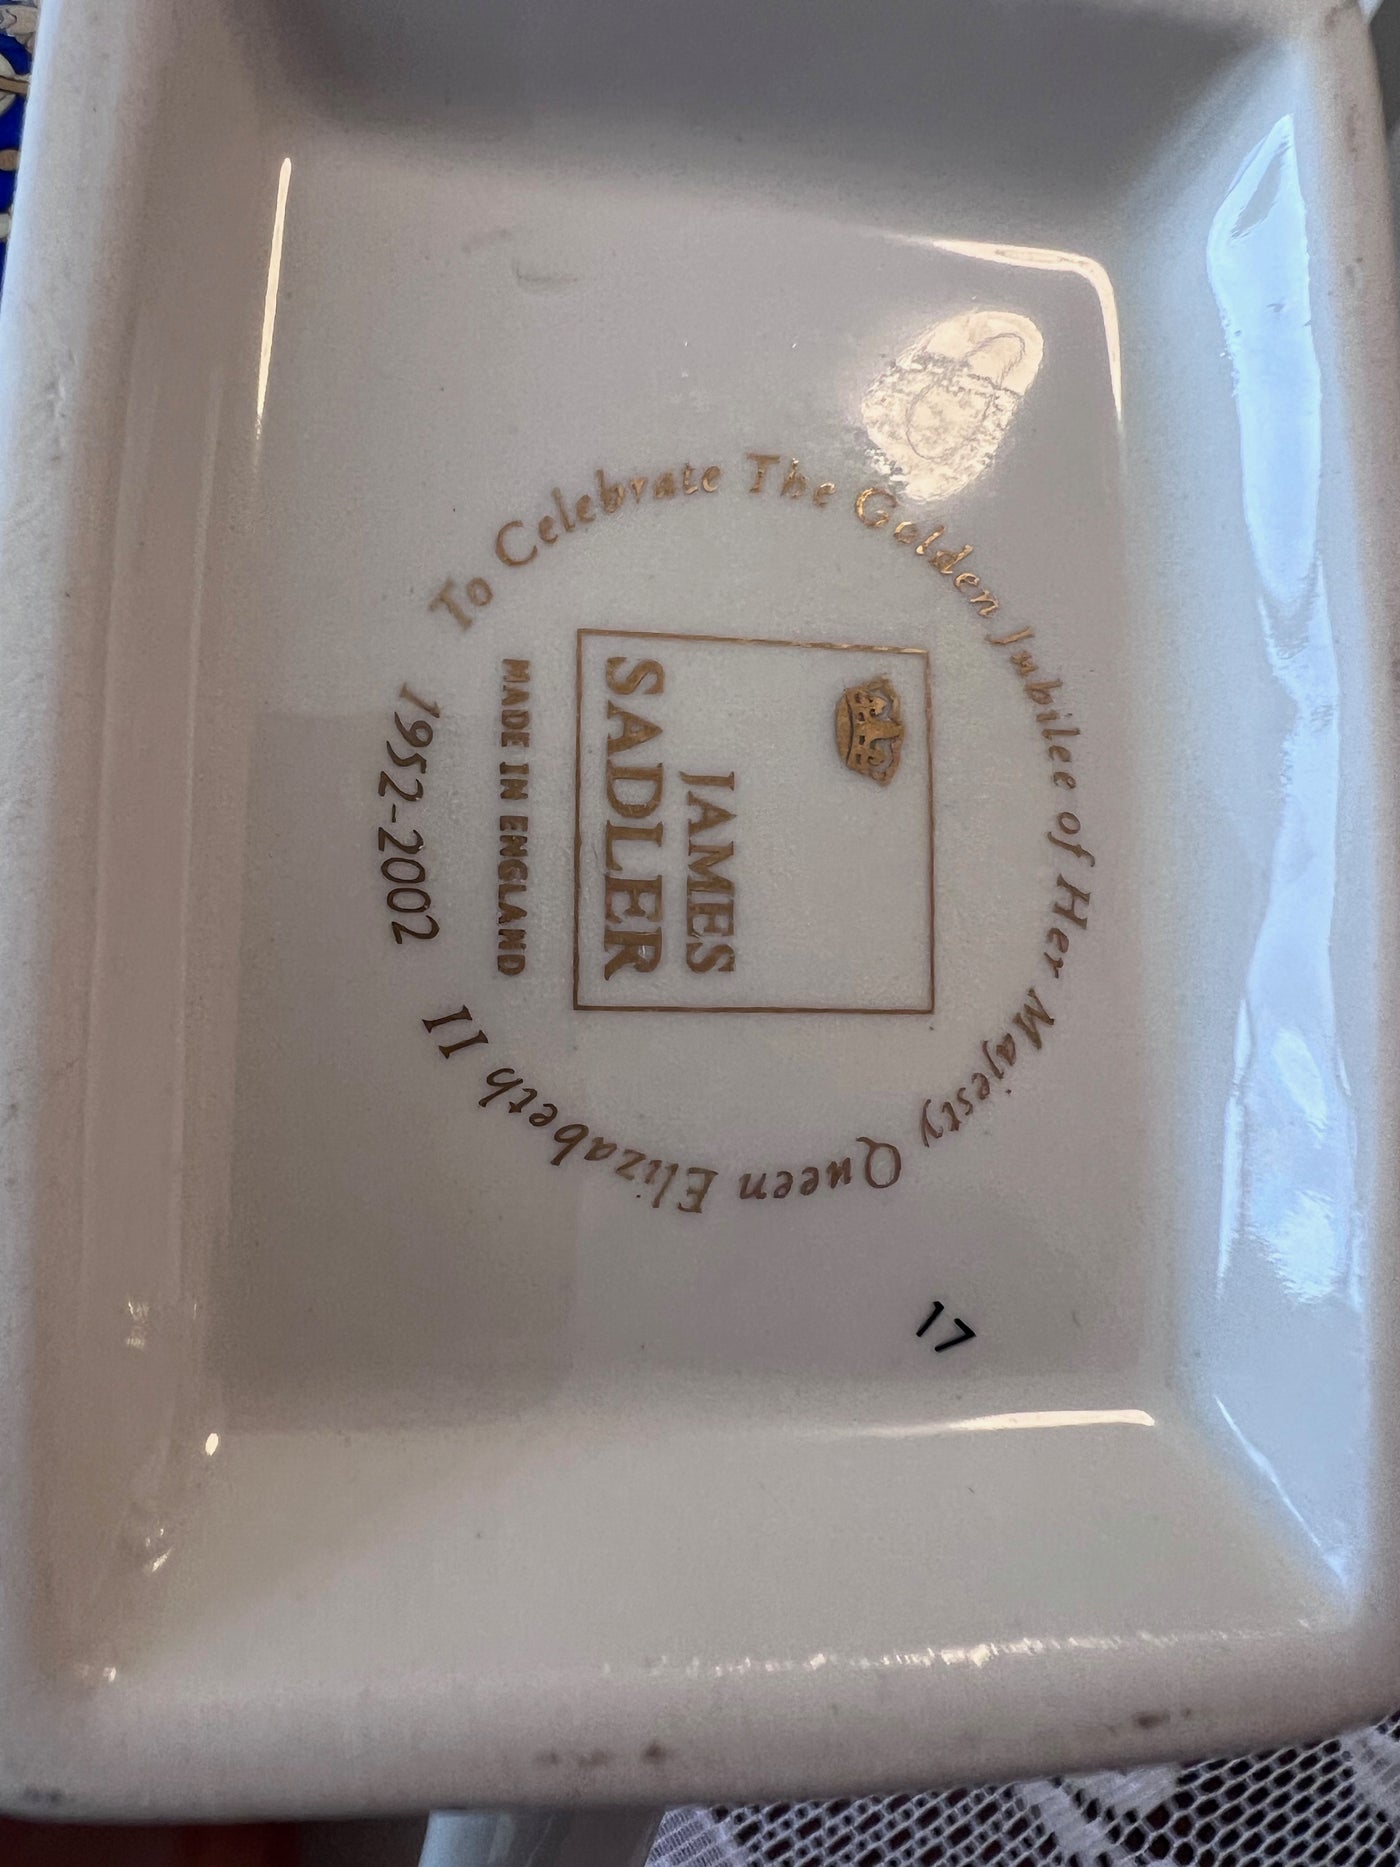 To Celebrate The Golden Jubilee of Her Majesty Queen Elizabeth II
JAMES
SADLER
MADE IN ENGLAND
1952-2002
17